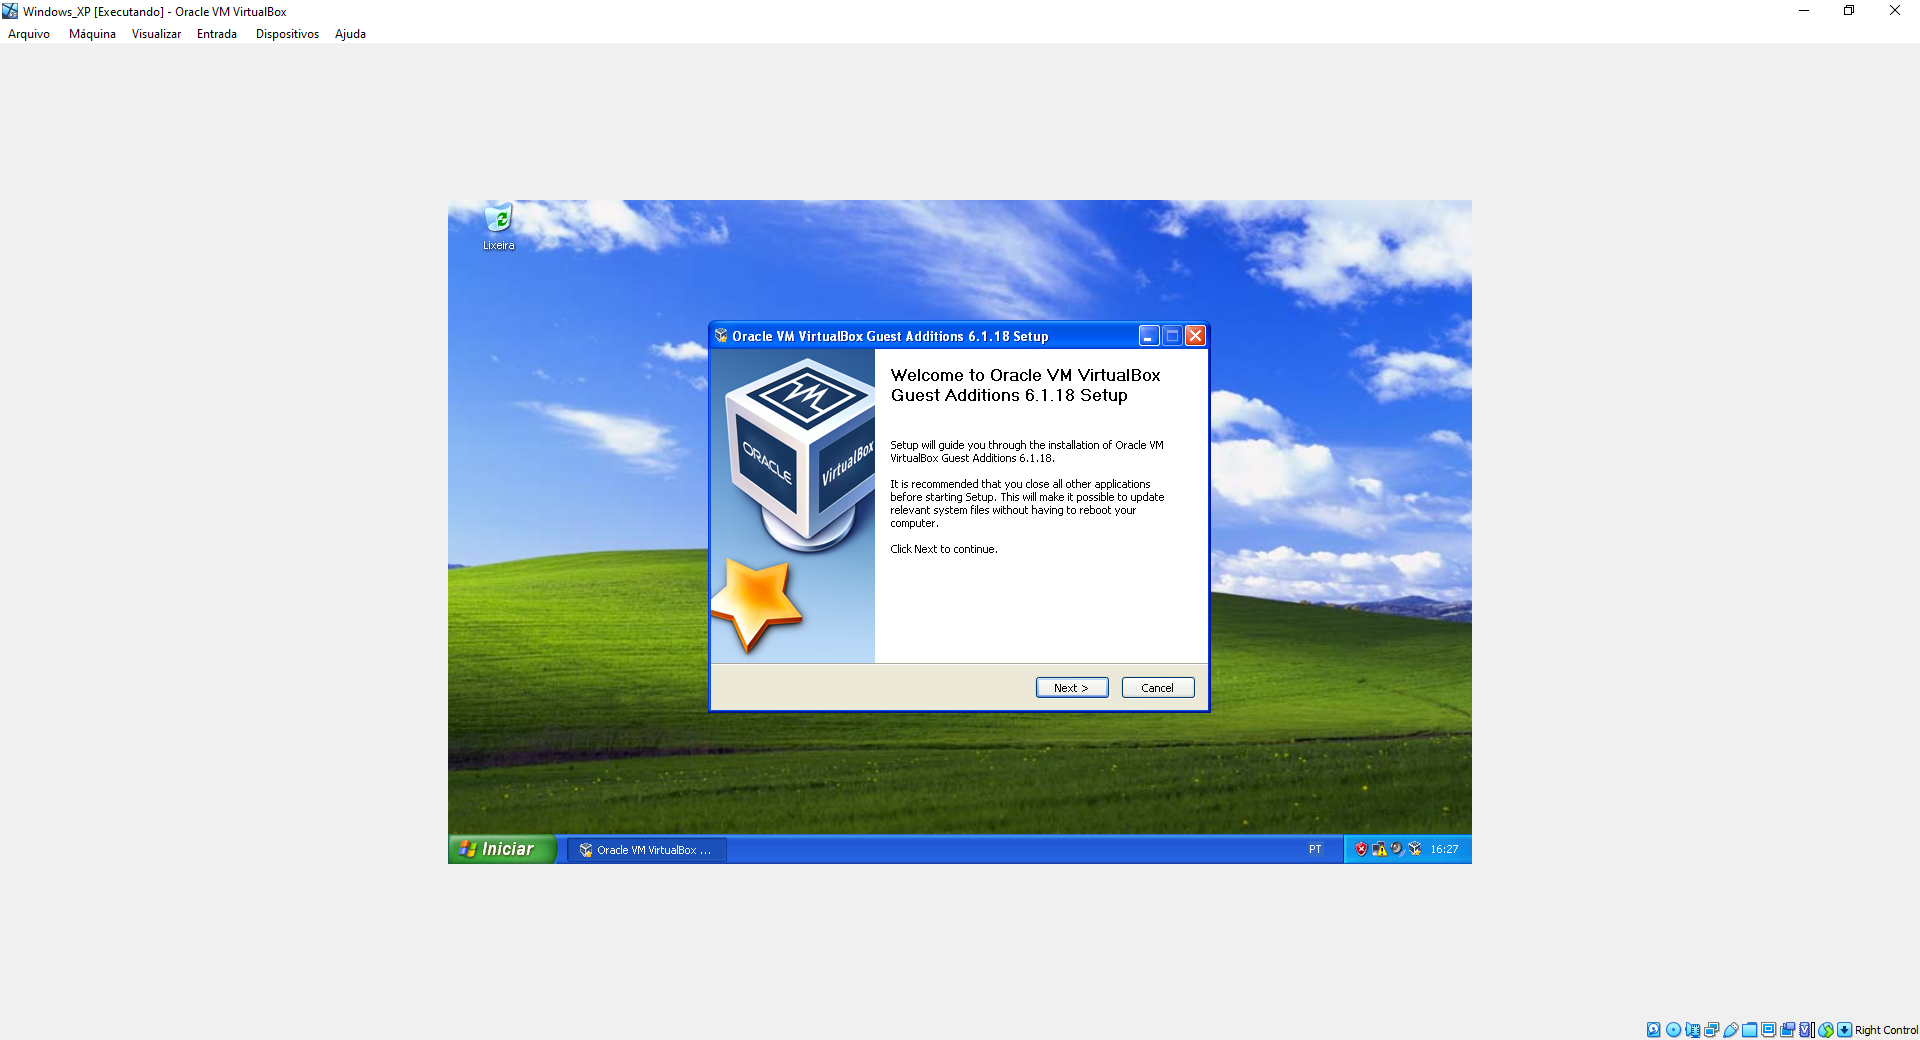 Windows_XP [Executando] - Oracle VM VirtualBox
Arquivo Máquina Visualizar Entrada Dispositivos Ajuda
Lixeira
Oracle VM VirtualBox Guest Additions 6.1.18 Setup
Welcome to Oracle VM VirtualBox
Guest Additions 6.1.18 Setup
ORACLE
VirtualBox
Setup will guide you through the installation of Oracle VM
VirtualBox Guest Additions 6.1.18.
It is recommended that you close all other applications
before starting Setup. This will make it possible to update
relevant system files without having to reboot your
computer.
Click Next to continue.
Next >
Cancel
Iniciar
Oracle VM VirtualBox ...
PT
16:27
Right Control